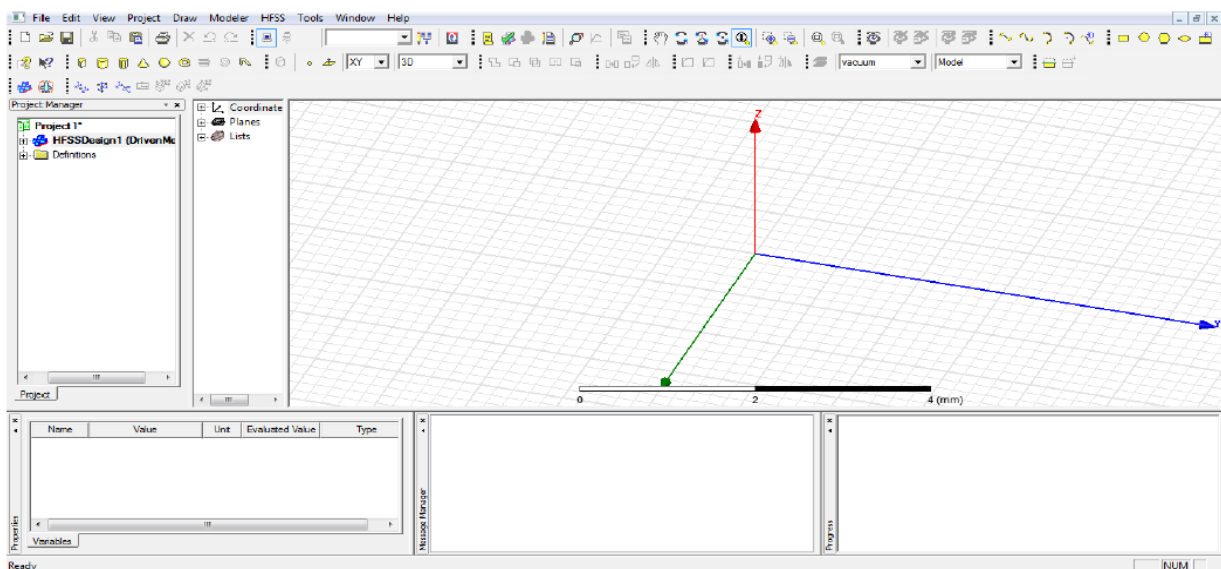 File Edit View Project Draw Modeler HFSS Tools Window Help
XY 3D vacuum Model
Project Manager
Project1*
HFSSDesign1 (DrivenMo
Definitions
Project
Coordinate
Planes
Lists
Z
Y
0 2 4 (mm)
Properties
Name Value Unit Evaluated Value Type
Variables
Message Manager
Progress
Ready
NUM